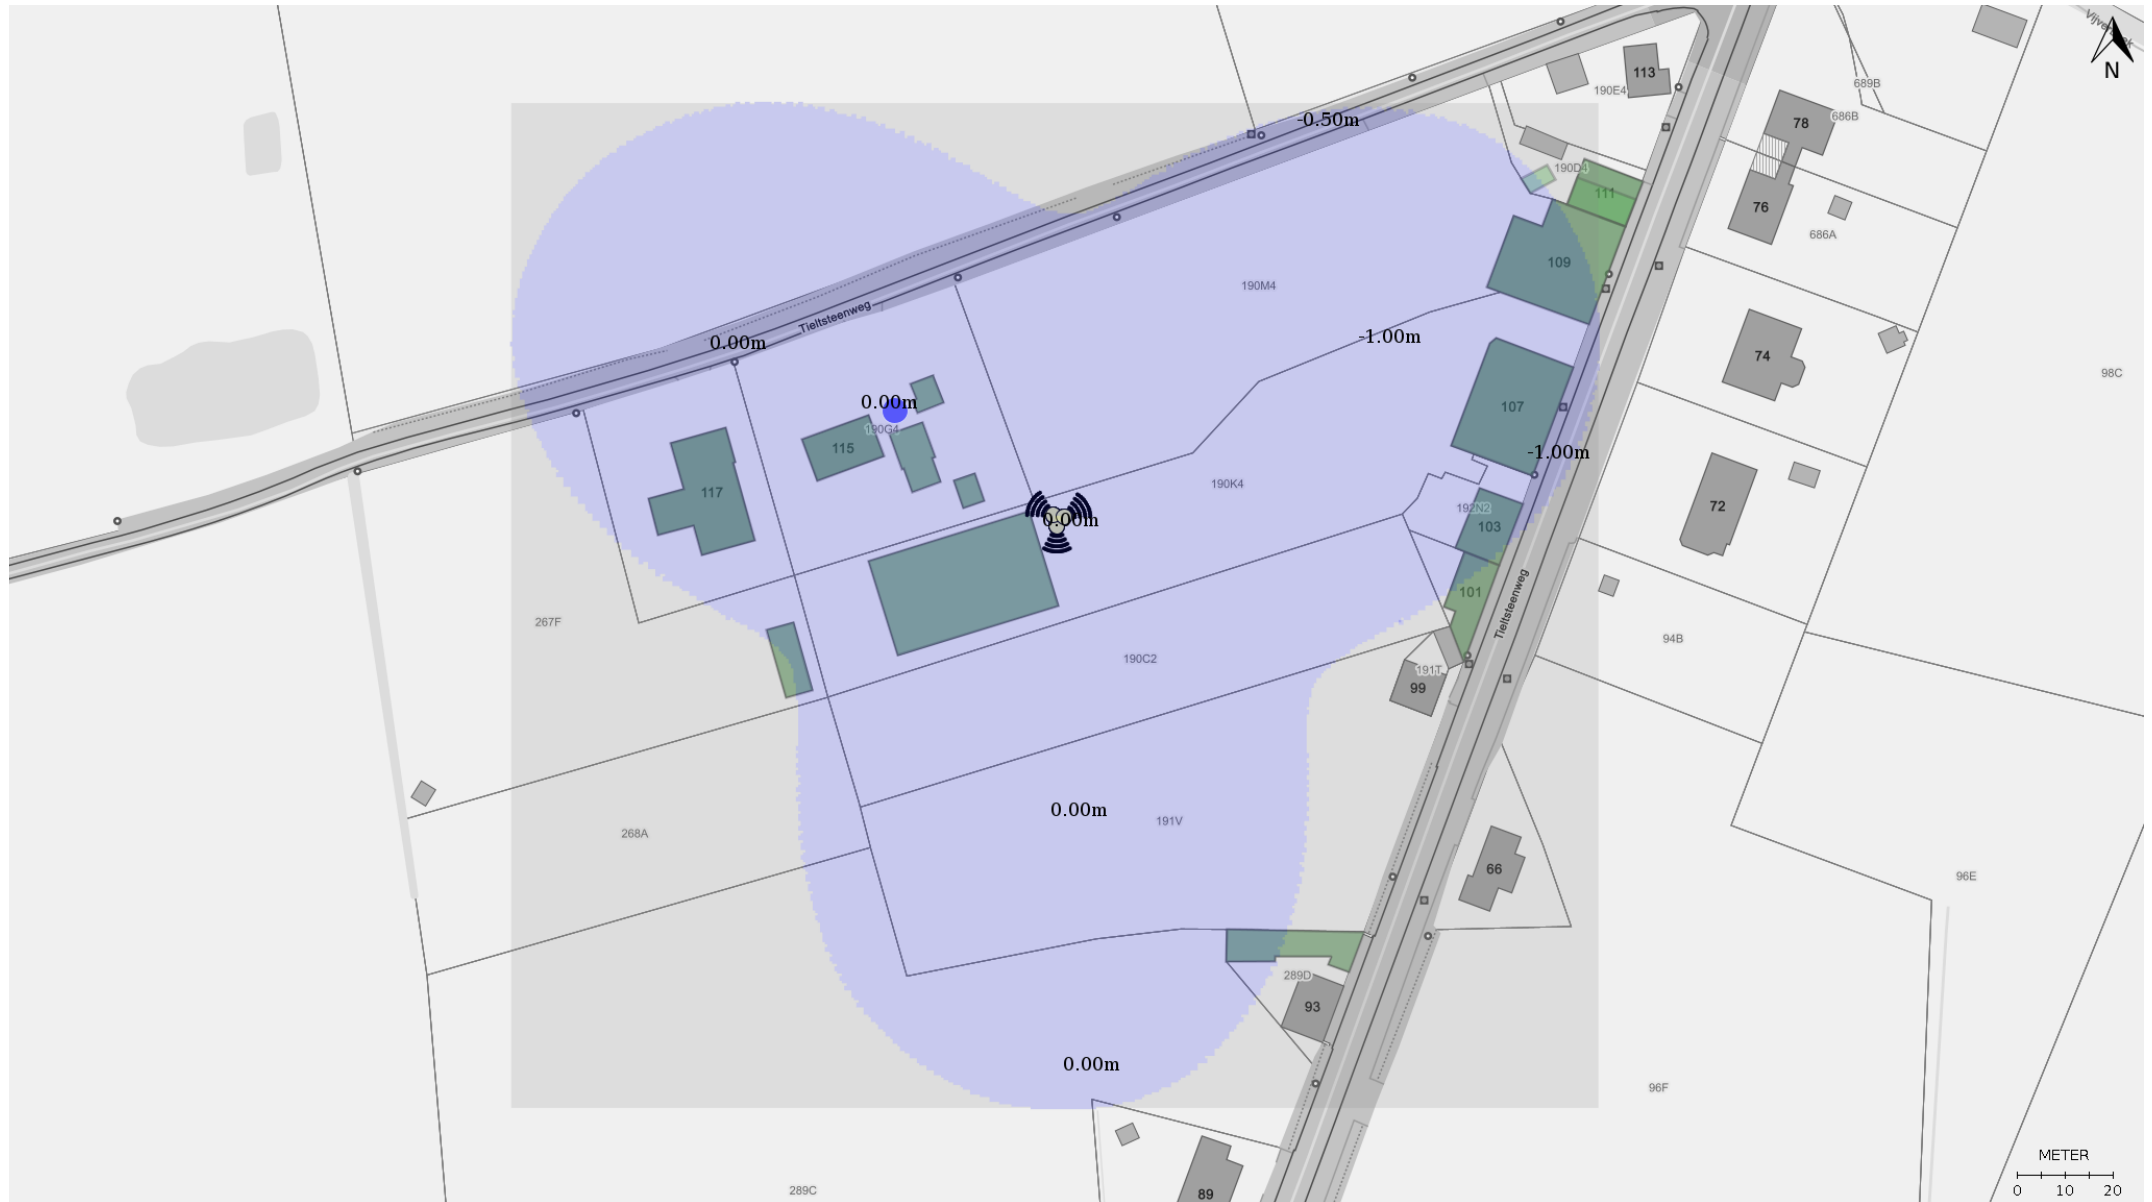 Vijver
N
113
190E4
689B
78
686B
-0.50m
190D4
111
76
686A
109
190M4
Tieltsteenweg
0.00m
-1.00m
74
98C
0.00m
190G4
115
107
-1.00m
117
190K4
192N2
103
72
0.00m
101
Tieltsteenweg
267F
94B
190C2
191T
99
0.00m
191V
268A
66
96E
289D
93
0.00m
96F
METER
0 10 20
289C
89